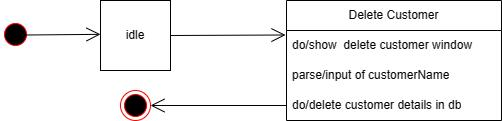 idle
Delete Customer
do/show delete customer window
parse/input of customerName
do/delete customer details in db